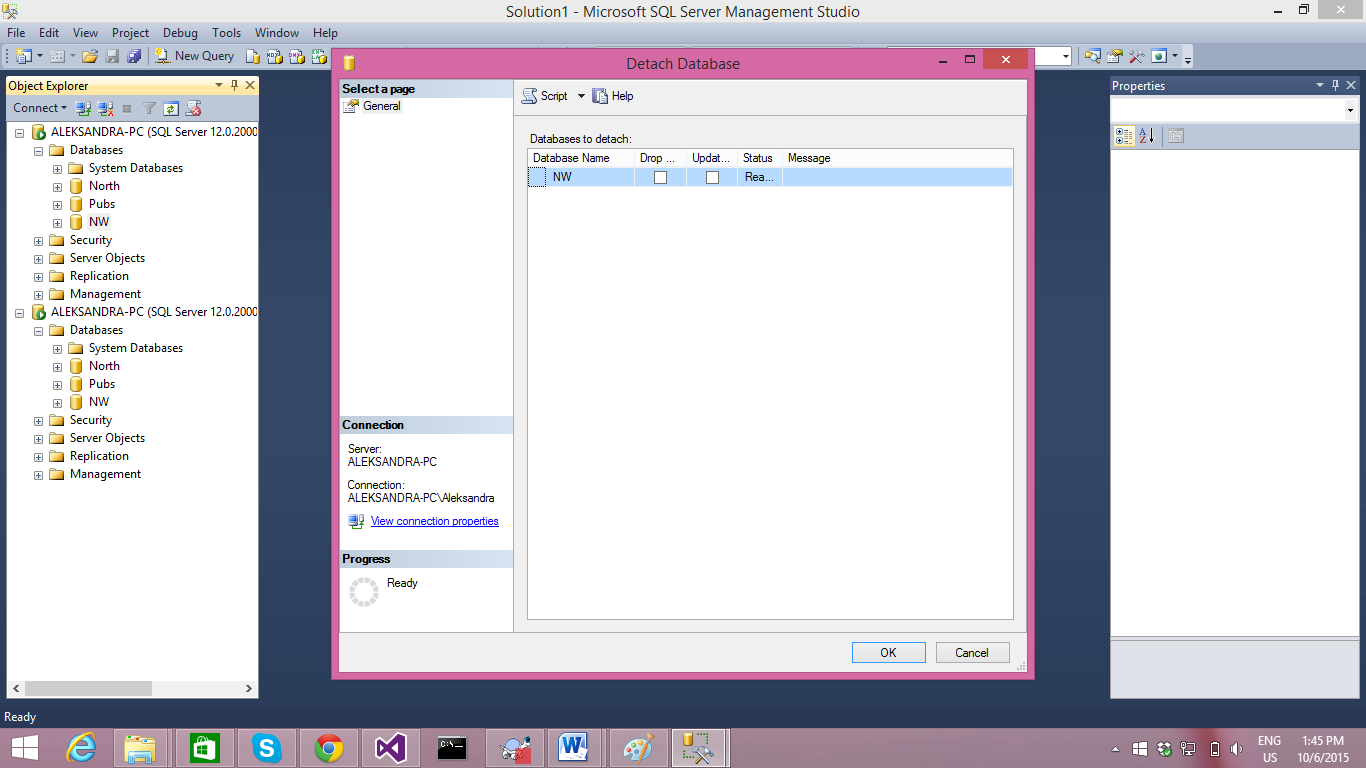 Solution1 - Microsoft SQL Server Management Studio
File Edit View Project Debug Tools Window Help
New Query
Object Explorer
Connect
ALEKSANDRA-PC (SQL Server 12.0.2000
Databases
System Databases
North
Pubs
NW
Security
Server Objects
Replication
Management
ALEKSANDRA-PC (SQL Server 12.0.2000
Databases
System Databases
North
Pubs
NW
Security
Server Objects
Replication
Management
Detach Database
Select a page
General
Script Help
Databases to detach:
Database Name Drop ... Updat... Status Message
NW Rea...
Connection
Server:
ALEKSANDRA-PC
Connection:
ALEKSANDRA-PC\Aleksandra
View connection properties
Progress
Ready
OK Cancel
Properties
Ready
ENG
US
1:45 PM
10/6/2015